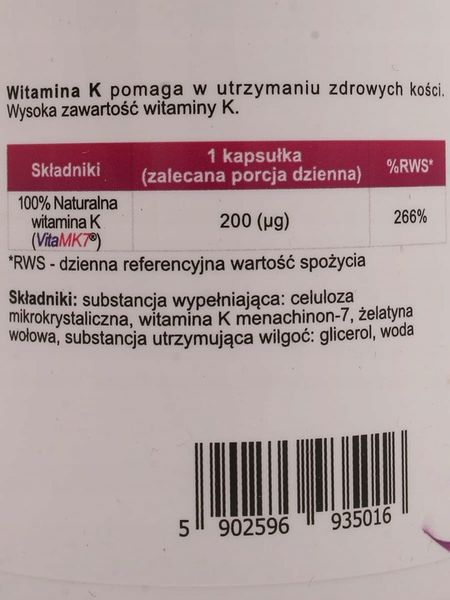 Witamina K pomaga w utrzymaniu zdrowych kości.
Wysoka zawartość witaminy K.
Składniki
1 kapsułka
(zalecana porcja dzienna)
%RWS*
100% Naturalna
witamina K
(VitaMK7®)
200 (µg)
266%
*RWS - dzienna referencyjna wartość spożycia
Składniki: substancja wypełniająca: celuloza
mikrokrystaliczna, witamina K menachinon-7, żelatyna
wołowa, substancja utrzymująca wilgoć: glicerol, woda
5 902596 935016